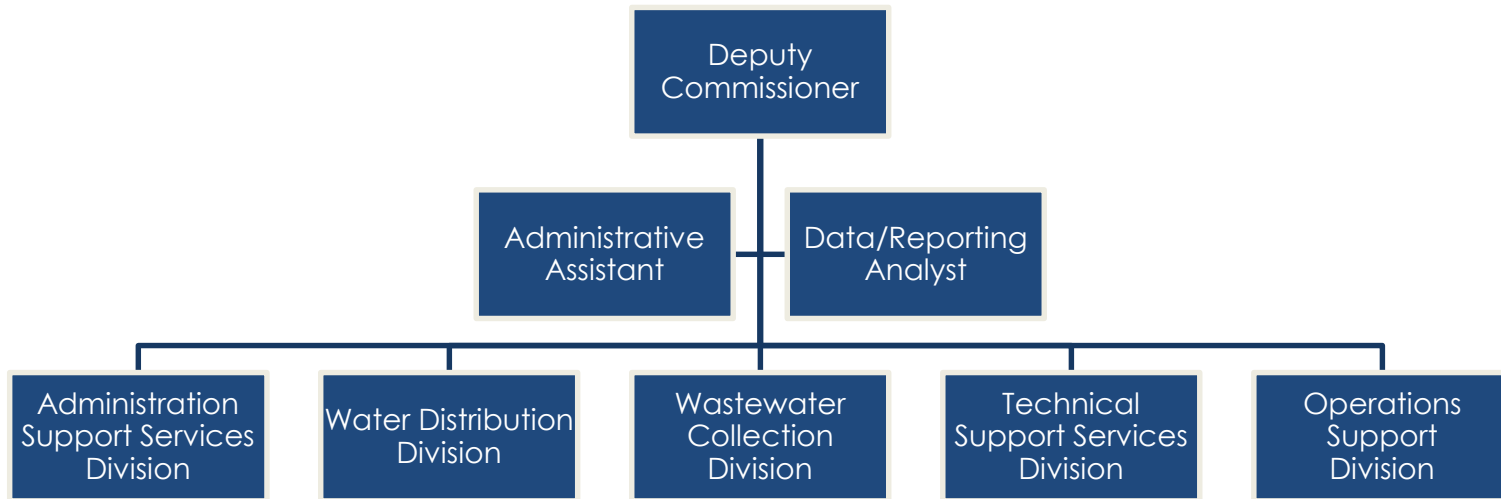 Deputy
Commissioner
Administrative
Assistant
Data/Reporting
Analyst
Administration
Support Services
Division
Water Distribution
Division
Wastewater
Collection
Division
Technical
Support Services
Division
Operations
Support
Division